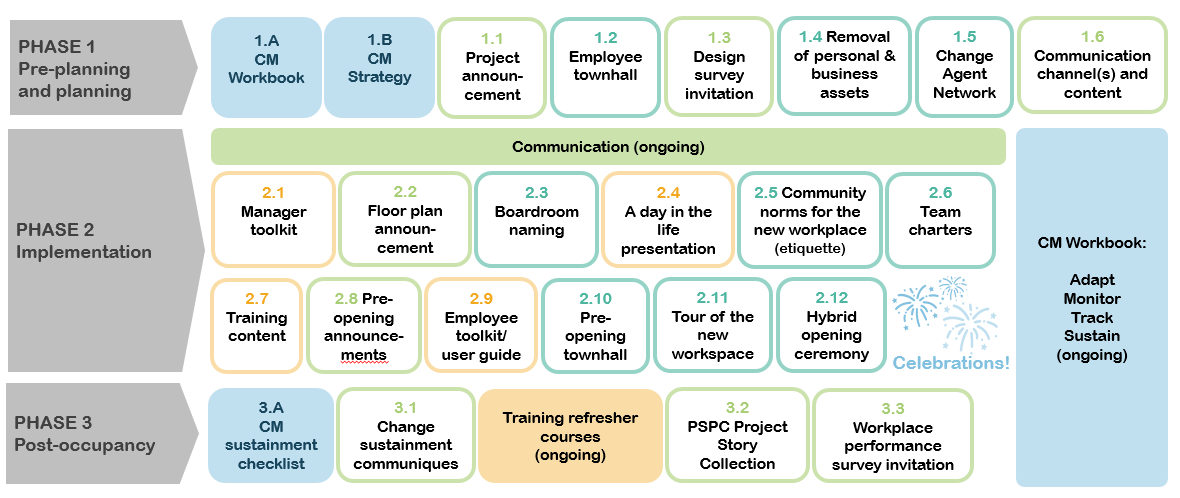 PHASE 1
Pre-planning
and planning
1.A
CM
Workbook
1.B
CM
Strategy
1.1
Project
announ-
cement
1.2
Employee
townhall
1.3
Design
survey
invitation
1.4 Removal
of personal &
business
assets
1.5
Change
Agent
Network
1.6
Communication
channel(s) and
content
PHASE 2
Implementation
Communication (ongoing)
2.1
Manager
toolkit
2.2
Floor plan
announ-
cement
2.3
Boardroom
naming
2.4
A day in the
life
presentation
2.5 Community
norms for the
new workplace
(etiquette)
2.6
Team
charters
2.7
Training
content
2.8 Pre-
opening
announce-
ments
2.9
Employee
toolkit/
user guide
2.10
Pre-
opening
townhall
2.11
Tour of the
new
workspace
2.12
Hybrid
opening
ceremony
Celebrations!
CM Workbook:
Adapt
Monitor
Track
Sustain
(ongoing)
PHASE 3
Post-occupancy
3.A
CM
sustainment
checklist
3.1
Change
sustainment
communiques
Training refresher
courses
(ongoing)
3.2
PSPC Project
Story
Collection
3.3
Workplace
performance
survey invitation